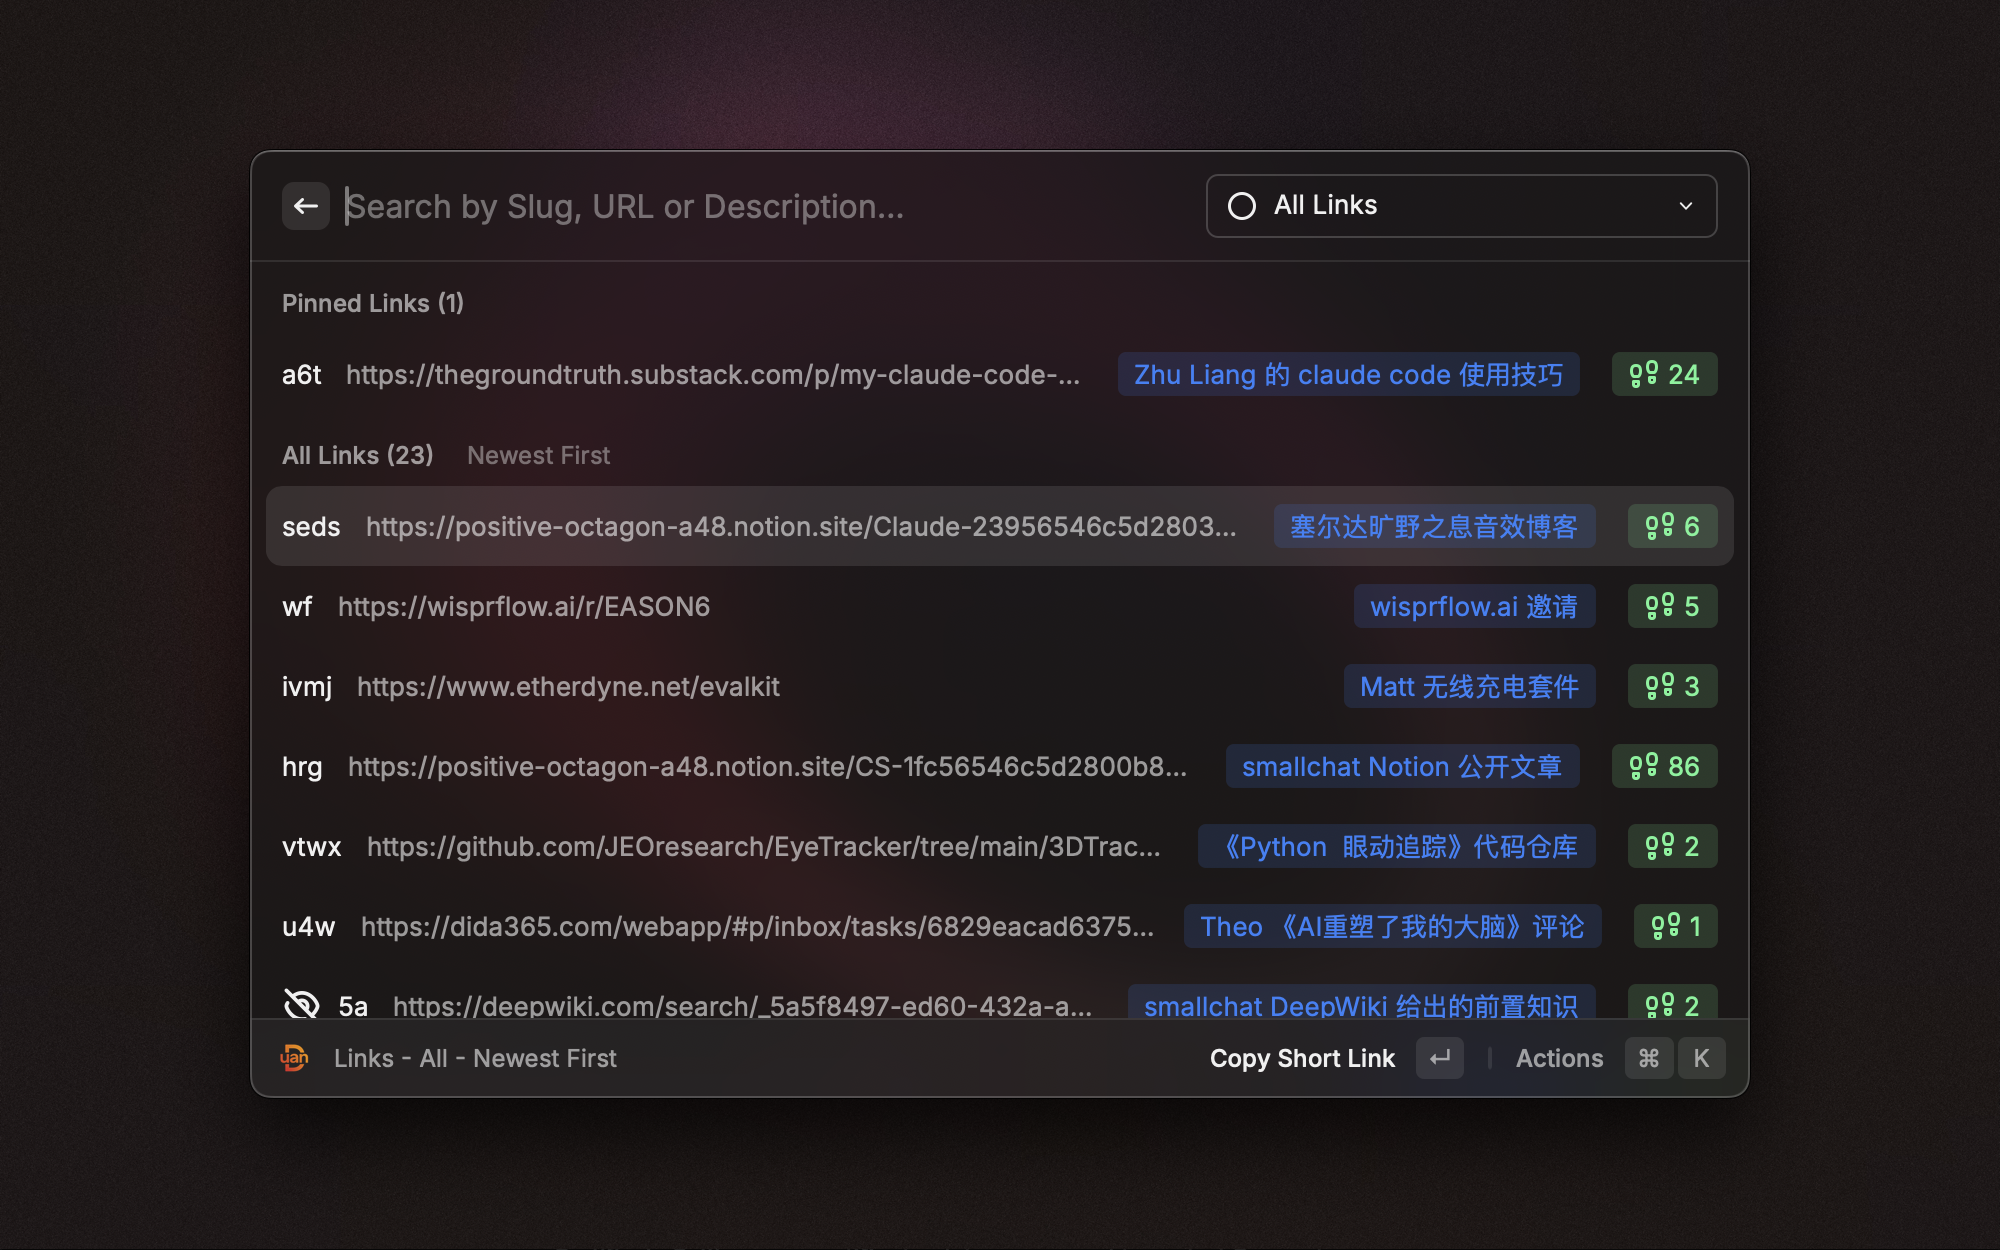 Search by Slug, URL or Description...
All Links
Pinned Links (1)
a6t https://thegroundtruth.substack.com/p/my-claude-code-... Zhu Liang 的 claude code 使用技巧 24
All Links (23) Newest First
seds https://positive-octagon-a48.notion.site/Claude-23956546c5d2803... 塞尔达旷野之息音效博客 6
wf https://wisprflow.ai/r/EASON6 wisprflow.ai 邀请 5
ivmj https://www.etherdyne.net/evalkit Matt 无线充电套件 3
hrg https://positive-octagon-a48.notion.site/CS-1fc56546c5d2800b8... smallchat Notion 公开文章 86
vtwx https://github.com/JEOresearch/EyeTracker/tree/main/3DTrac... 《Python 眼动追踪》代码仓库 2
u4w https://dida365.com/webapp/#p/inbox/tasks/6829eacad6375... Theo 《AI重塑了我的大脑》评论 1
5a https://deepwiki.com/search/_5a5f8497-ed60-432a-a... smallchat DeepWiki 给出的前置知识 2
Duan Links - All - Newest First Copy Short Link ↵ Actions ⌘ K